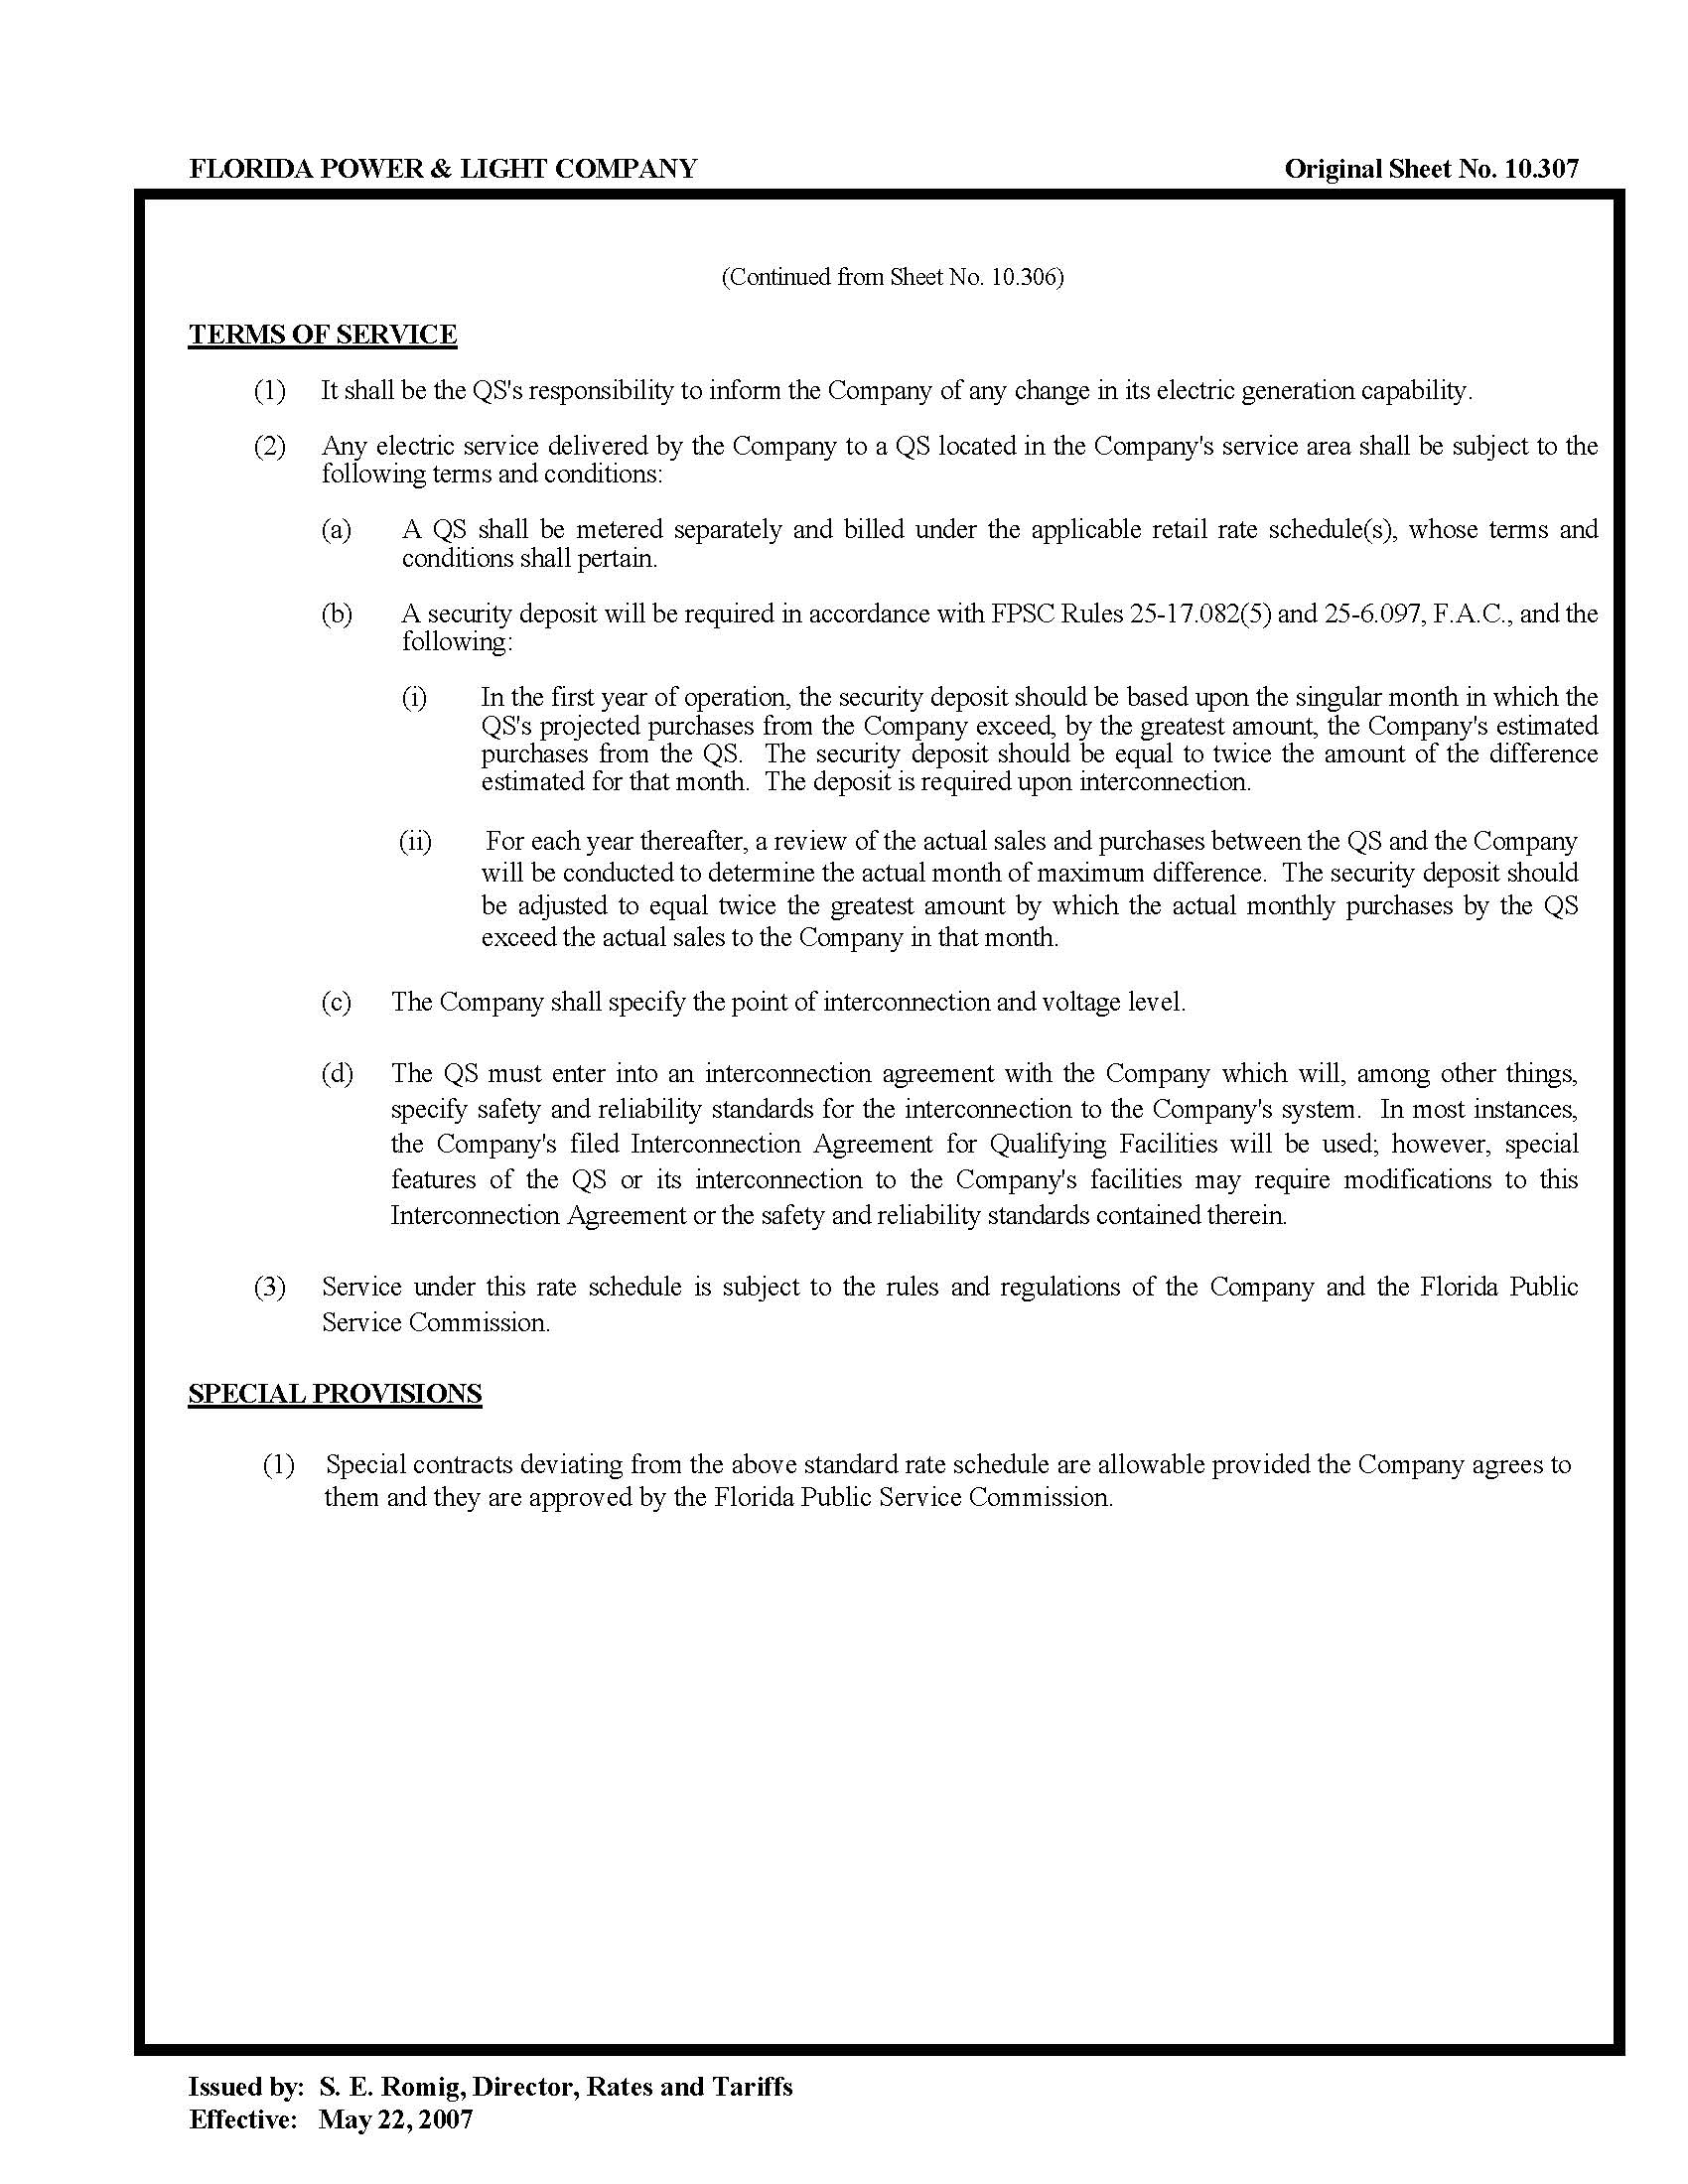 FLORIDA POWER & LIGHT COMPANY Original Sheet No. 10.307
(Continued from Sheet No. 10.306)
TERMS OF SERVICE
(1) It shall be the QS's responsibility to inform the Company of any change in its electric generation capability.
(2) Any electric service delivered by the Company to a QS located in the Company's service area shall be subject to the
following terms and conditions:
(a) A QS shall be metered separately and billed under the applicable retail rate schedule(s), whose terms and
conditions shall pertain.
(b) A security deposit will be required in accordance with FPSC Rules 25-17.082(5) and 25-6.097, F.A.C., and the
following:
(i) In the first year of operation, the security deposit should be based upon the singular month in which the
QS's projected purchases from the Company exceed, by the greatest amount, the Company's estimated
purchases from the QS. The security deposit should be equal to twice the amount of the difference
estimated for that month. The deposit is required upon interconnection.
(ii) For each year thereafter, a review of the actual sales and purchases between the QS and the Company
will be conducted to determine the actual month of maximum difference. The security deposit should
be adjusted to equal twice the greatest amount by which the actual monthly purchases by the QS
exceed the actual sales to the Company in that month.
(c) The Company shall specify the point of interconnection and voltage level.
(d) The QS must enter into an interconnection agreement with the Company which will, among other things,
specify safety and reliability standards for the interconnection to the Company's system. In most instances,
the Company's filed Interconnection Agreement for Qualifying Facilities will be used; however, special
features of the QS or its interconnection to the Company's facilities may require modifications to this
Interconnection Agreement or the safety and reliability standards contained therein.
(3) Service under this rate schedule is subject to the rules and regulations of the Company and the Florida Public
Service Commission.
SPECIAL PROVISIONS
(1) Special contracts deviating from the above standard rate schedule are allowable provided the Company agrees to
them and they are approved by the Florida Public Service Commission.
Issued by: S. E. Romig, Director, Rates and Tariffs
Effective: May 22, 2007